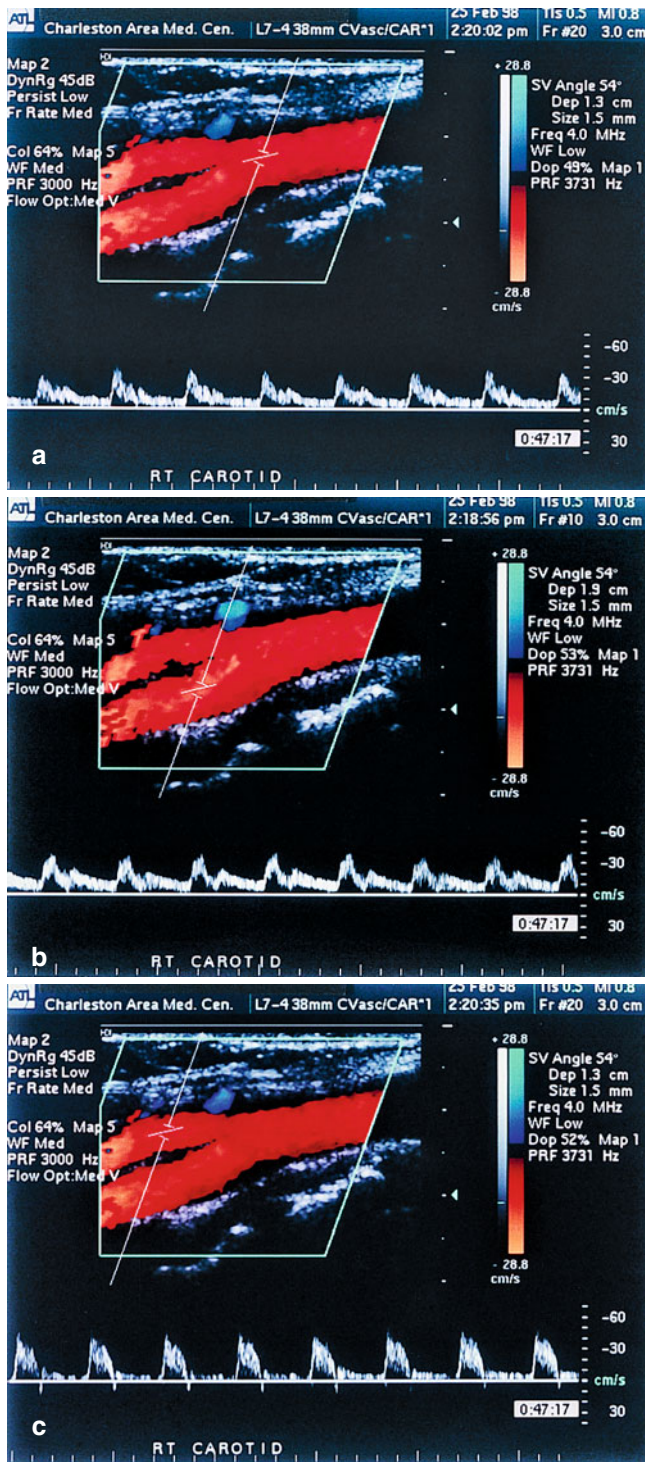 ATL Charleston Area Med. Cen. L7-4 38mm CVasc/CAR*1 25 Feb 98 TIs 0.5 MI 0.8
2:20:02 pm Fr #20 3.0 cm
Map 2
DynRg 45dB
Persist Low
Fr Rate Med
Col 64% Map 5
WF Med
PRF 3000 Hz
Flow Opt:Med V
+ 28.8
- 28.8
cm/s
SV Angle 54°
Dep 1.3 cm
Size 1.5 mm
Freq 4.0 MHz
WF Low
Dop 49% Map 1
PRF 3731 Hz
-60
-30
cm/s
0:47:17
30
a
RT CAROTID
ATL Charleston Area Med. Cen. L7-4 38mm CVasc/CAR*1 25 Feb 98 TIs 0.5 MI 0.8
2:18:56 pm Fr #10 3.0 cm
Map 2
DynRg 45dB
Persist Low
Fr Rate Med
Col 64% Map 5
WF Med
PRF 3000 Hz
Flow Opt:Med V
+ 28.8
- 28.8
cm/s
SV Angle 54°
Dep 1.9 cm
Size 1.5 mm
Freq 4.0 MHz
WF Low
Dop 53% Map 1
PRF 3731 Hz
-60
-30
cm/s
0:47:17
30
b
RT CAROTID
ATL Charleston Area Med. Cen. L7-4 38mm CVasc/CAR*1 25 Feb 98 TIs 0.5 MI 0.8
2:20:35 pm Fr #20 3.0 cm
Map 2
DynRg 45dB
Persist Low
Fr Rate Med
Col 64% Map 5
WF Med
PRF 3000 Hz
Flow Opt:Med V
+ 28.8
- 28.8
cm/s
SV Angle 54°
Dep 1.3 cm
Size 1.5 mm
Freq 4.0 MHz
WF Low
Dop 52% Map 1
PRF 3731 Hz
-60
-30
cm/s
0:47:17
30
c
RT CAROTID